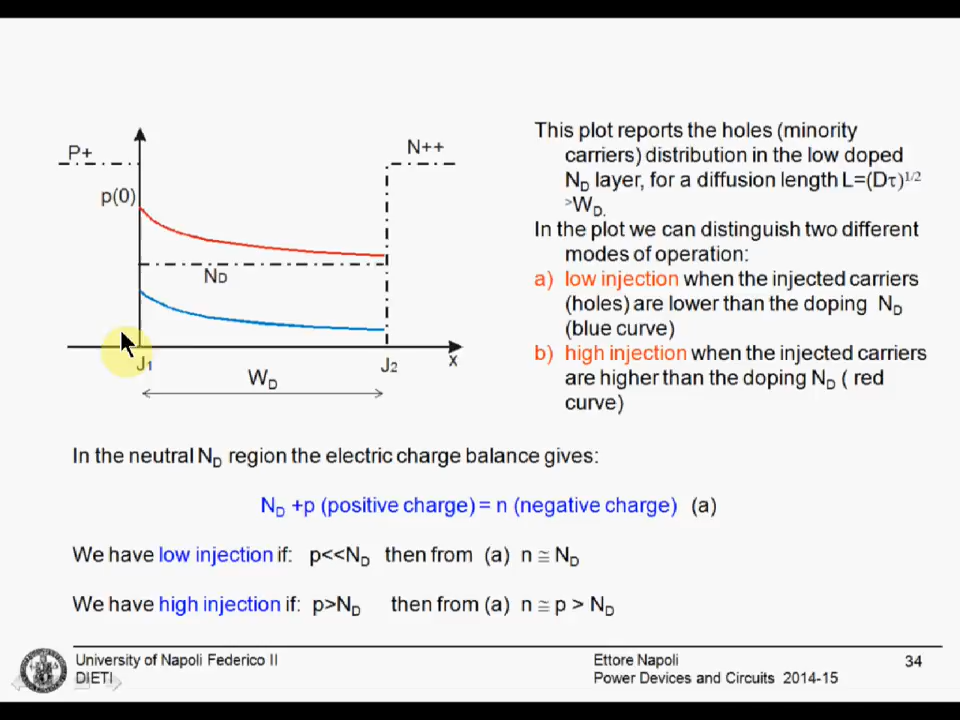 P+
N++
p(0)
ND
J1
J2
x
WD
This plot reports the holes (minority
carriers) distribution in the low doped
ND layer, for a diffusion length L=(Dτ)1/2
>WD.
In the plot we can distinguish two different
modes of operation:
a) low injection when the injected carriers
(holes) are lower than the doping ND
(blue curve)
b) high injection when the injected carriers
are higher than the doping ND ( red
curve)
In the neutral ND region the electric charge balance gives:
ND +p (positive charge) = n (negative charge) (a)
We have low injection if: p<<ND then from (a) n ≅ ND
We have high injection if: p>ND then from (a) n ≅ p > ND
University of Napoli Federico II
DIETI
Ettore Napoli
Power Devices and Circuits 2014-15
34